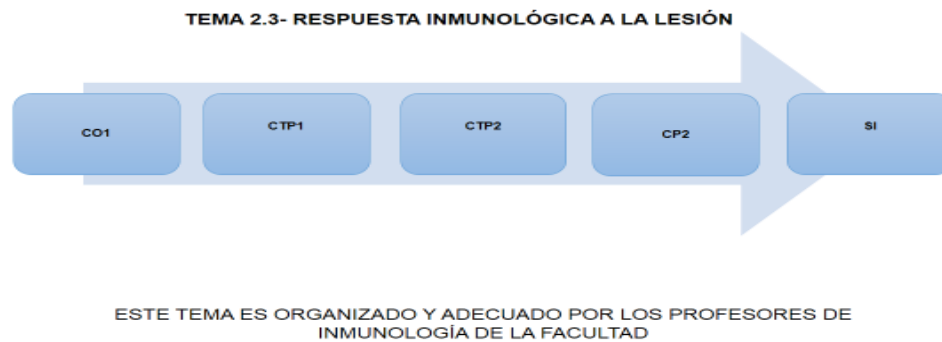 TEMA 2.3- RESPUESTA INMUNOLÓGICA A LA LESIÓN
CO1
CTP1
CTP2
CP2
SI
ESTE TEMA ES ORGANIZADO Y ADECUADO POR LOS PROFESORES DE
INMUNOLOGÍA DE LA FACULTAD